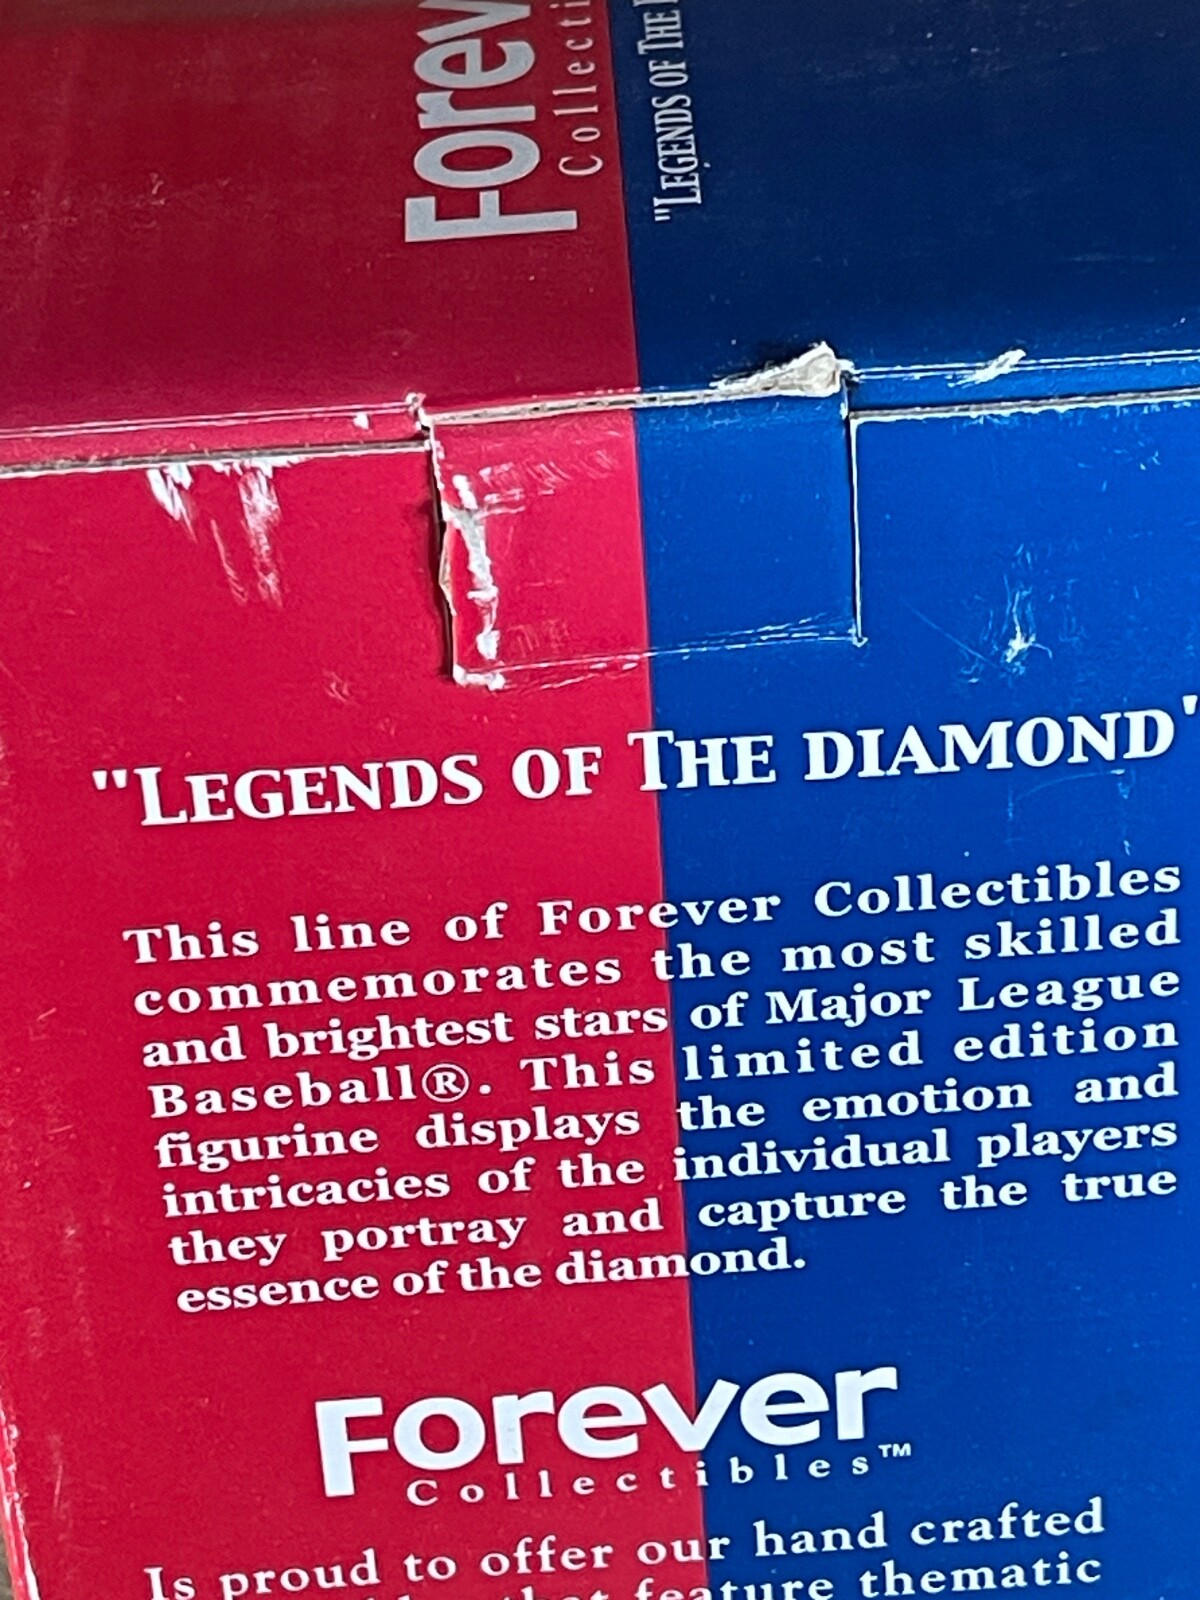 Forev
Collecti
"LEGENDS OF THE
"LEGENDS OF THE DIAMOND"
This line of Forever Collectibles
commemorates the most skilled
and brightest stars of Major League
Baseball®. This limited edition
figurine displays the emotion and
intricacies of the individual players
they portray and capture the true
essence of the diamond.
Forever
Collectibles™
Is proud to offer our hand crafted
that feature thematic